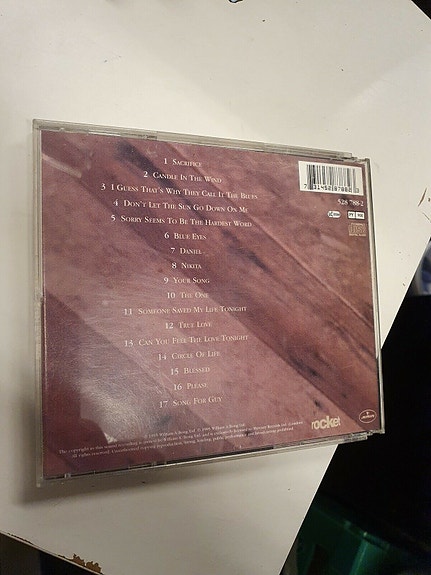 1 Sacrifice
2 Candle In The Wind
3 I Guess That's Why They Call It The Blues
4 Don't Let The Sun Go Down On Me
5 Sorry Seems To Be The Hardest Word
6 Blue Eyes
7 Daniel
8 Nikita
9 Your Song
10 The One
11 Someone Saved My Life Tonight
12 True Love
13 Can You Feel The Love Tonight
14 Circle Of Life
15 Blessed
16 Please
17 Song For Guy
528 788-2
rocket